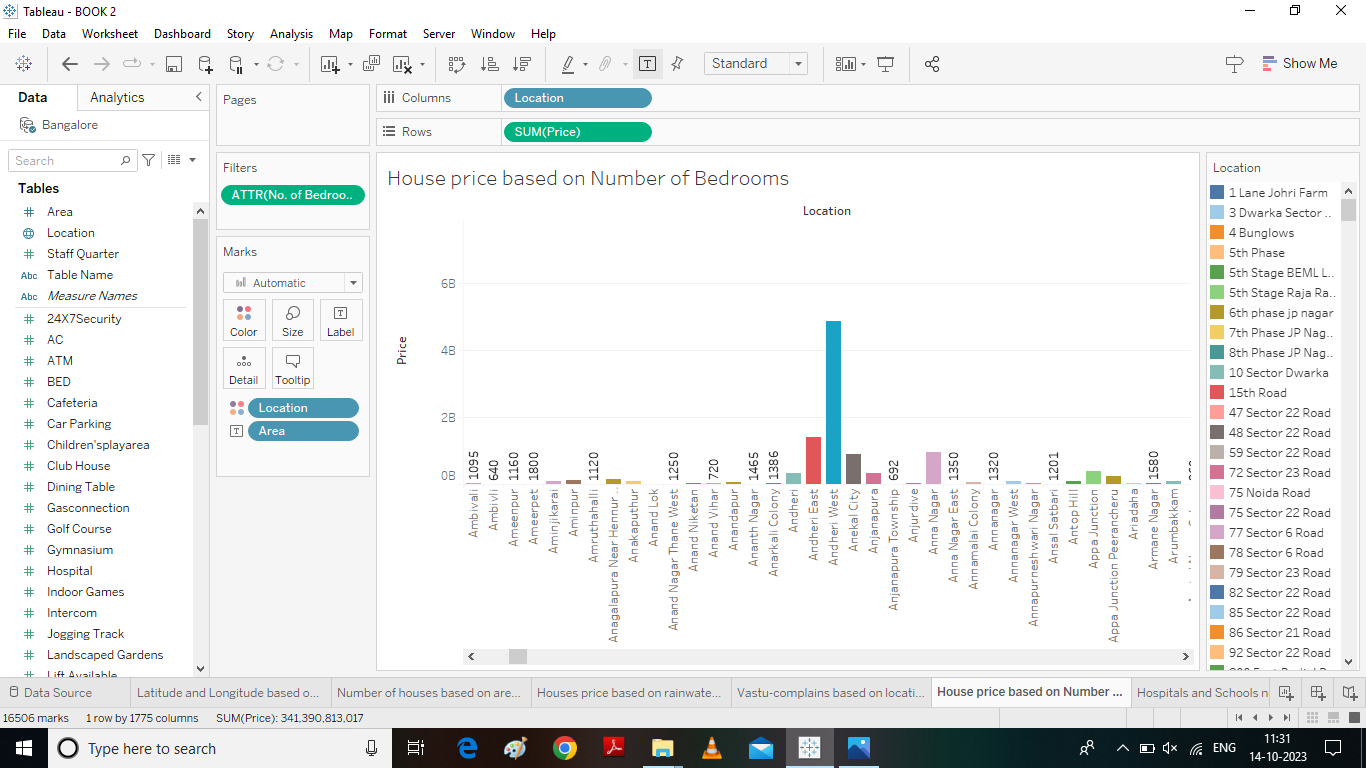 Tableau - BOOK 2
File Data Worksheet Dashboard Story Analysis Map Format Server Window Help
Standard
Show Me
Data Analytics
Bangalore
Search
Tables
Area
Location
Staff Quarter
Abc Table Name
Abc Measure Names
24X7Security
AC
ATM
BED
Cafeteria
Car Parking
Children'splayarea
Club House
Dining Table
Gasconnection
Golf Course
Gymnasium
Hospital
Indoor Games
Intercom
Jogging Track
Landscaped Gardens
Lift Available
Pages
Filters
ATTR(No. of Bedroo..
Marks
Automatic
Color Size Label
Detail Tooltip
Location
Area
Columns Location
Rows SUM(Price)
House price based on Number of Bedrooms
Location
Price
6B
4B
2B
0B
1095
640
1160
1800
1120
1250
720
1465
1386
692
1350
1320
1201
1580
Ambivali
Ambivli
Ameenpur
Ameerpet
Aminjikarai
Aminpur
Amruthahalli
Anagalapura Near Hennur ..
Anakaputhur
Anand Lok
Anand Nagar Thane West
Anand Niketan
Anand Vihar
Anandapur
Ananth Nagar
Anarkali Colony
Andheri
Andheri East
Andheri West
Anekal City
Anjanapura
Anjanapura Township
Anjurdive
Anna Nagar
Anna Nagar East
Annamalai Colony
Annanagar
Annanagar West
Annapurneshwari Nagar
Ansal Satbari
Antop Hill
Appa Junction
Appa Junction Peerancheru
Ariadaha
Armane Nagar
Arumbakkam
Location
1 Lane Johri Farm
3 Dwarka Sector ..
4 Bunglows
5th Phase
5th Stage BEML L..
5th Stage Raja Ra..
6th phase jp nagar
7th Phase JP Nag..
8th Phase JP Nag..
10 Sector Dwarka
15th Road
47 Sector 22 Road
48 Sector 22 Road
59 Sector 22 Road
72 Sector 23 Road
75 Noida Road
75 Sector 22 Road
77 Sector 6 Road
78 Sector 6 Road
79 Sector 23 Road
82 Sector 22 Road
85 Sector 22 Road
86 Sector 21 Road
92 Sector 22 Road
Data Source Latitude and Longitude based o... Number of houses based on are... Houses price based on rainwate... Vastu-complains based on locati... House price based on Number ... Hospitals and Schools n
16506 marks 1 row by 1775 columns SUM(Price): 341,390,813,017
Type here to search
ENG
11:31
14-10-2023